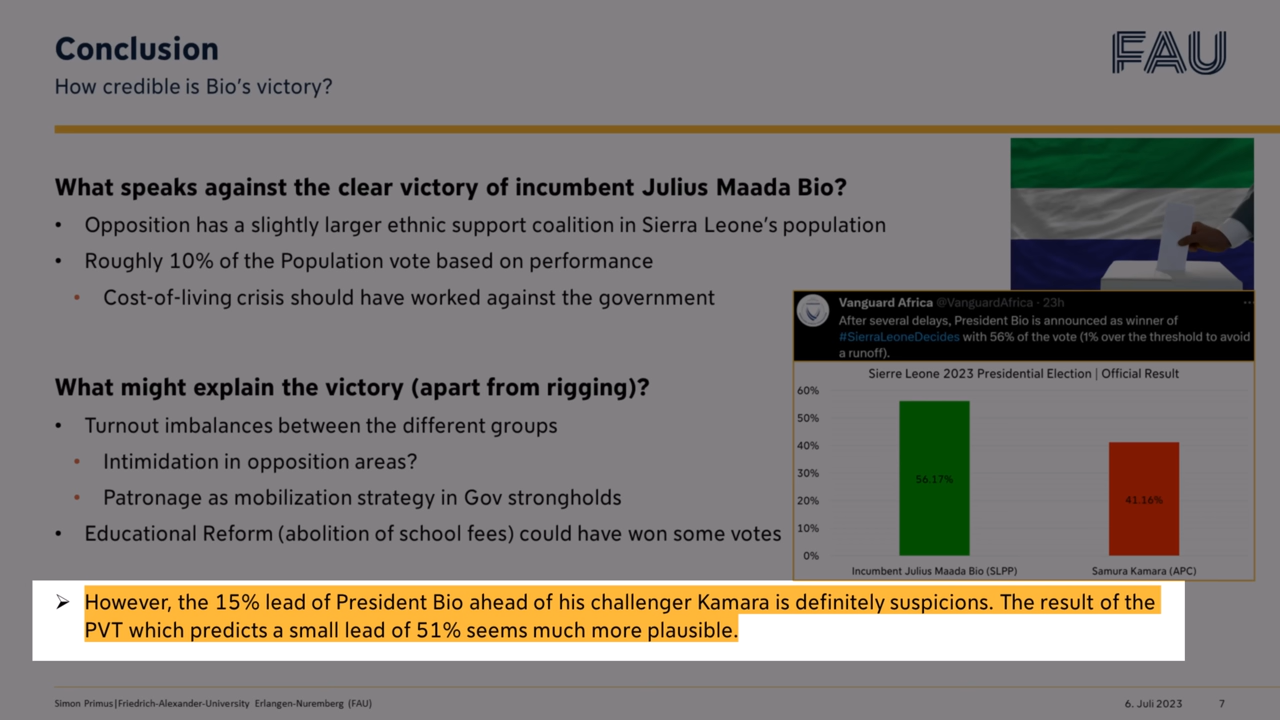 Conclusion
How credible is Bio's victory?
FAU
What speaks against the clear victory of incumbent Julius Maada Bio?
• Opposition has a slightly larger ethnic support coalition in Sierra Leone's population
• Roughly 10% of the Population vote based on performance
• Cost-of-living crisis should have worked against the government
What might explain the victory (apart from rigging)?
• Turnout imbalances between the different groups
• Intimidation in opposition areas?
• Patronage as mobilization strategy in Gov strongholds
• Educational Reform (abolition of school fees) could have won some votes
Vanguard Africa @VanguardAfrica · 23h
After several delays, President Bio is announced as winner of
#SierraLeoneDecides with 56% of the vote (1% over the threshold to avoid
a runoff).
Sierre Leone 2023 Presidential Election | Official Result
60%
50%
40%
30%
20%
10%
0%
56.17%
41.16%
Incumbent Julius Maada Bio (SLPP)
Samura Kamara (APC)
➢ However, the 15% lead of President Bio ahead of his challenger Kamara is definitely suspicions. The result of the
PVT which predicts a small lead of 51% seems much more plausible.
Simon Primus|Friedrich-Alexander-University Erlangen-Nuremberg (FAU)
6. Juli 2023
7